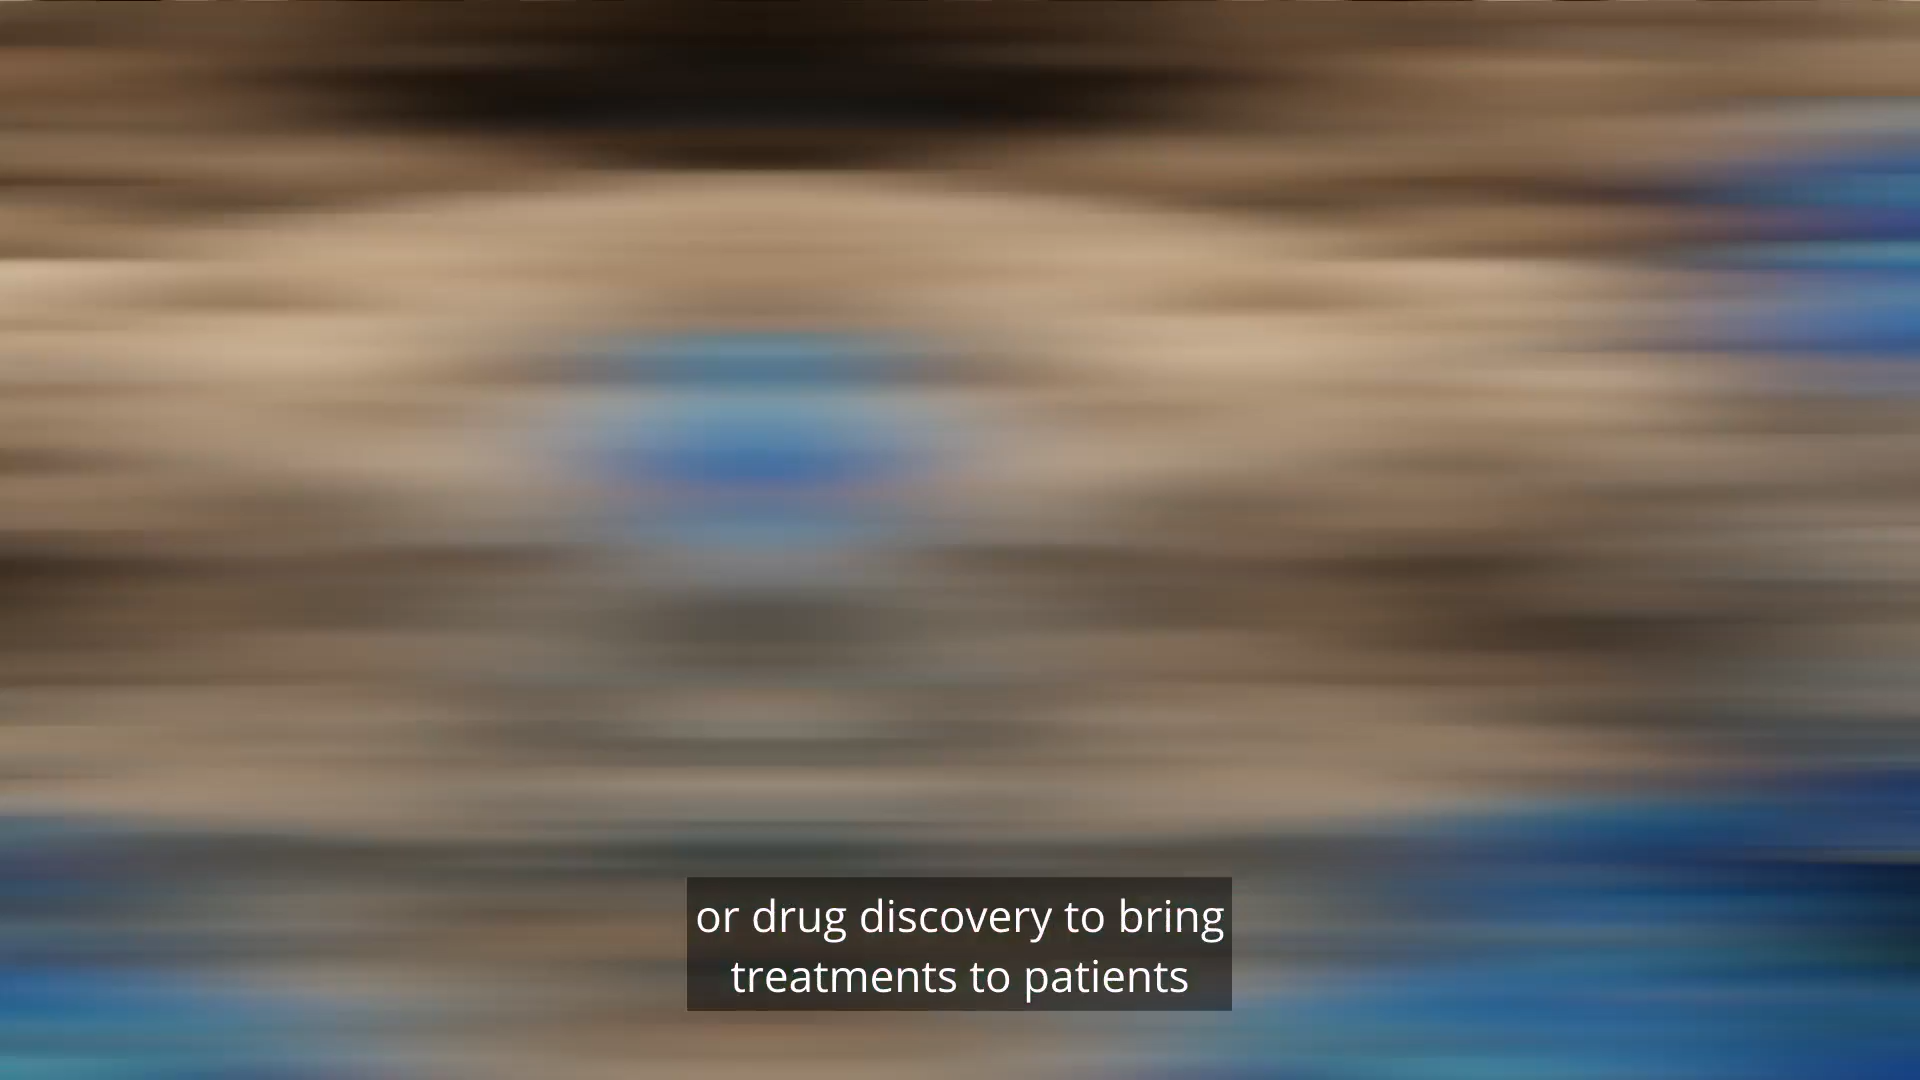 or drug discovery to bring
treatments to patients